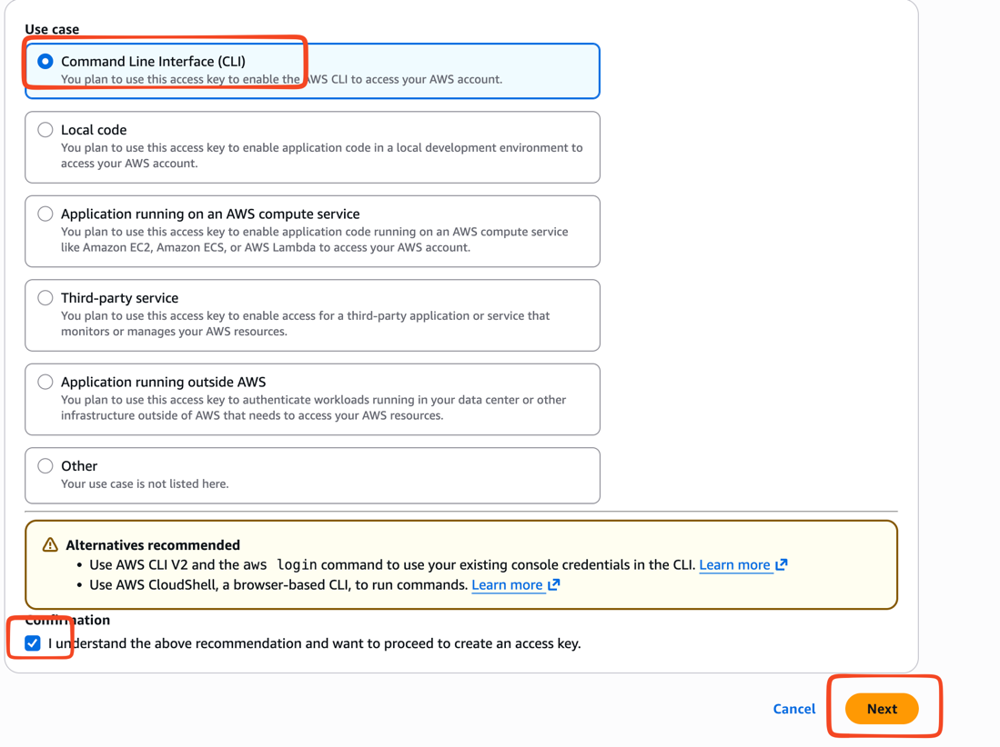 Use case
Command Line Interface (CLI)
You plan to use this access key to enable the AWS CLI to access your AWS account.
Local code
You plan to use this access key to enable application code in a local development environment to
access your AWS account.
Application running on an AWS compute service
You plan to use this access key to enable application code running on an AWS compute service
like Amazon EC2, Amazon ECS, or AWS Lambda to access your AWS account.
Third-party service
You plan to use this access key to enable access for a third-party application or service that
monitors or manages your AWS resources.
Application running outside AWS
You plan to use this access key to authenticate workloads running in your data center or other
infrastructure outside of AWS that needs to access your AWS resources.
Other
Your use case is not listed here.
Alternatives recommended
• Use AWS CLI V2 and the aws login command to use your existing console credentials in the CLI. Learn more
• Use AWS CloudShell, a browser-based CLI, to run commands. Learn more
Confirmation
I understand the above recommendation and want to proceed to create an access key.
Cancel Next